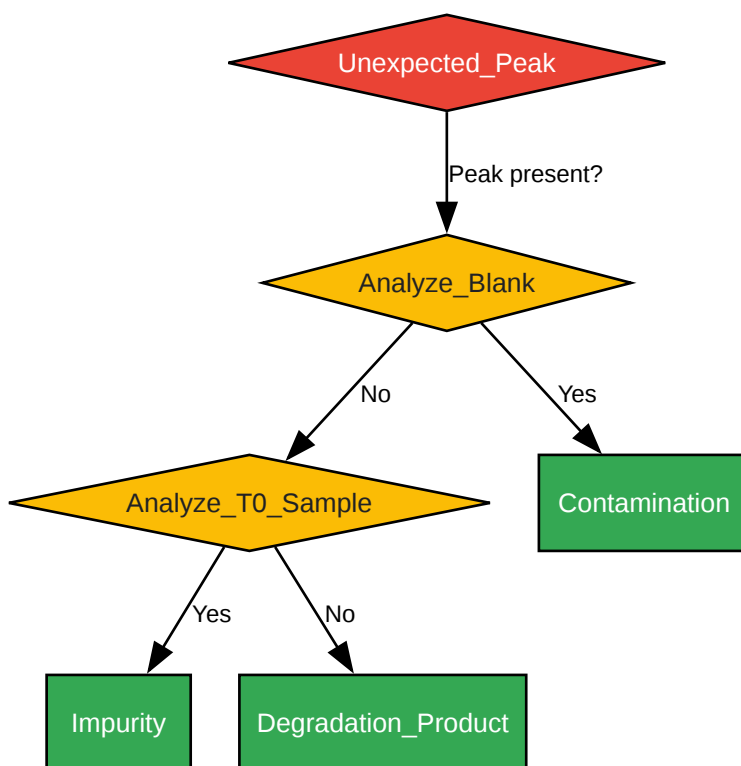 Unexpected_Peak
Peak present?
Analyze_Blank
No
Yes
Analyze_T0_Sample
Contamination
Yes
No
Impurity
Degradation_Product